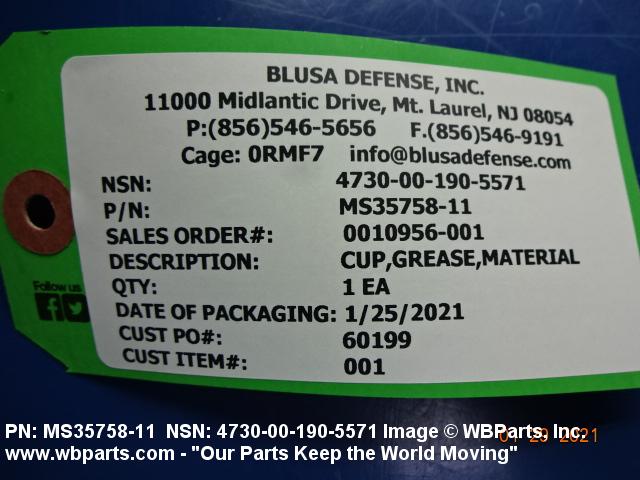 BLUSA DEFENSE, INC.
11000 Midlantic Drive, Mt. Laurel, NJ 08054
P:(856)546-5656 F.(856)546-9191
Cage: 0RMF7 info@blusadefense.com
NSN: 4730-00-190-5571
P/N: MS35758-11
SALES ORDER#: 0010956-001
DESCRIPTION: CUP,GREASE,MATERIAL
QTY: 1 EA
DATE OF PACKAGING: 1/25/2021
CUST PO#: 60199
CUST ITEM#: 001
Follow us
PN: MS35758-11 NSN: 4730-00-190-5571 Image © WBParts, Inc.
www.wbparts.com - "Our Parts Keep the World Moving"